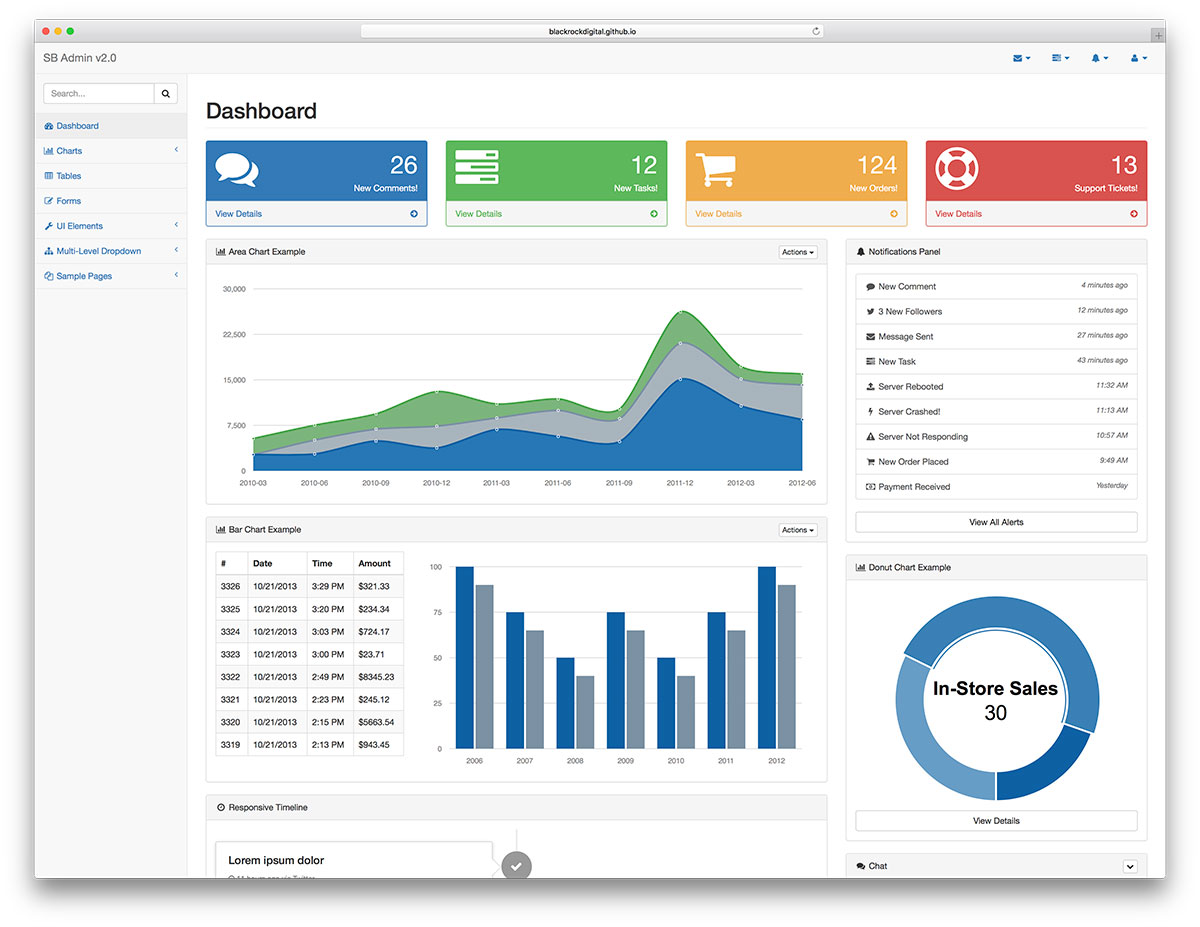 blackrockdigital.github.io
SB Admin v2.0
Search...
Dashboard
Charts
Tables
Forms
UI Elements
Multi-Level Dropdown
Sample Pages
Dashboard
26
New Comments!
View Details
12
New Tasks!
View Details
124
New Orders!
View Details
13
Support Tickets!
View Details
Area Chart Example
Actions
30,000
22,500
15,000
7,500
0
2010-03 2010-06 2010-09 2010-12 2011-03 2011-06 2011-09 2011-12 2012-03 2012-06
Bar Chart Example
Actions
# Date Time Amount
3326 10/21/2013 3:29 PM $321.33
3325 10/21/2013 3:20 PM $234.34
3324 10/21/2013 3:03 PM $724.17
3323 10/21/2013 3:00 PM $23.71
3322 10/21/2013 2:49 PM $8345.23
3321 10/21/2013 2:23 PM $245.12
3320 10/21/2013 2:15 PM $5663.54
3319 10/21/2013 2:13 PM $943.45
100
75
50
25
0
2006 2007 2008 2009 2010 2011 2012
Responsive Timeline
Lorem ipsum dolor
11 hours ago via Twitter
Notifications Panel
New Comment 4 minutes ago
3 New Followers 12 minutes ago
Message Sent 27 minutes ago
New Task 43 minutes ago
Server Rebooted 11:32 AM
Server Crashed! 11:13 AM
Server Not Responding 10:57 AM
New Order Placed 9:49 AM
Payment Received Yesterday
View All Alerts
Donut Chart Example
In-Store Sales
30
View Details
Chat